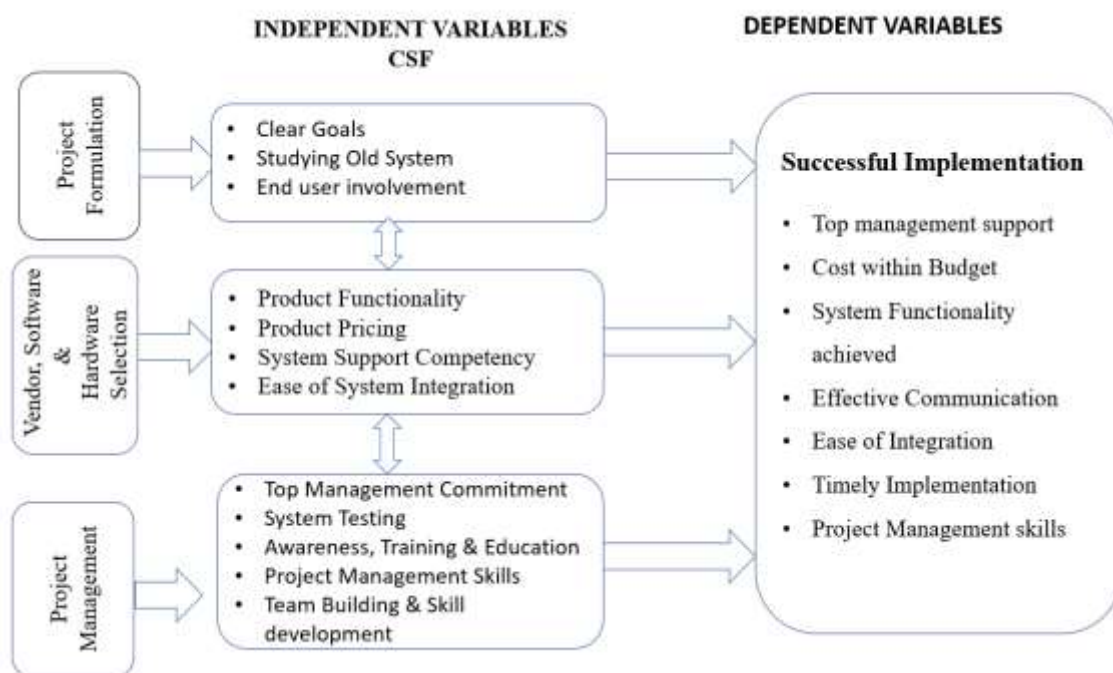 INDEPENDENT VARIABLES
CSF
DEPENDENT VARIABLES
Project
Formulation
• Clear Goals
• Studying Old System
• End user involvement
Vendor, Software
&
Hardware
Selection
• Product Functionality
• Product Pricing
• System Support Competency
• Ease of System Integration
Project
Management
• Top Management Commitment
• System Testing
• Awareness, Training & Education
• Project Management Skills
• Team Building & Skill
development
Successful Implementation
• Top management support
• Cost within Budget
• System Functionality
achieved
• Effective Communication
• Ease of Integration
• Timely Implementation
• Project Management skills